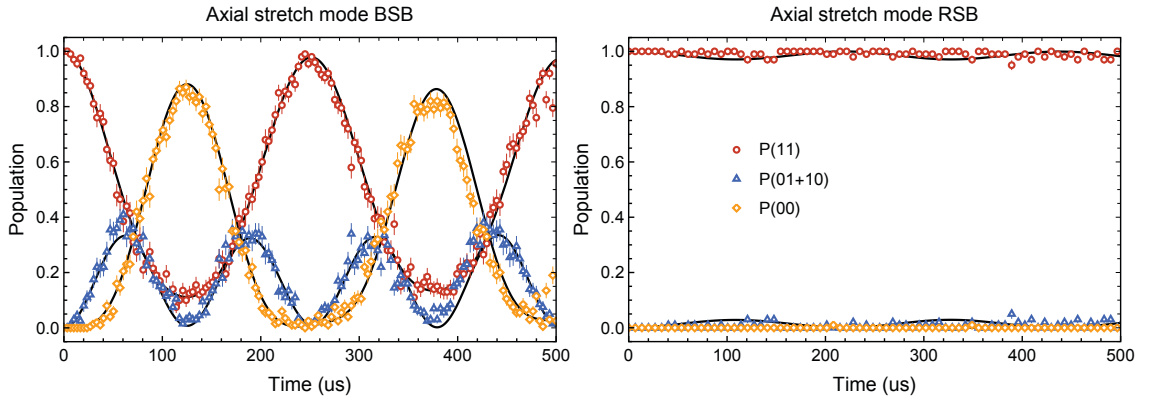 Axial stretch mode BSB
Population
1.0
0.8
0.6
0.4
0.2
0.0
0 100 200 300 400 500
Time (us)
Axial stretch mode RSB
Population
1.0
0.8
0.6
0.4
0.2
0.0
P(11)
P(01+10)
P(00)
0 100 200 300 400 500
Time (us)